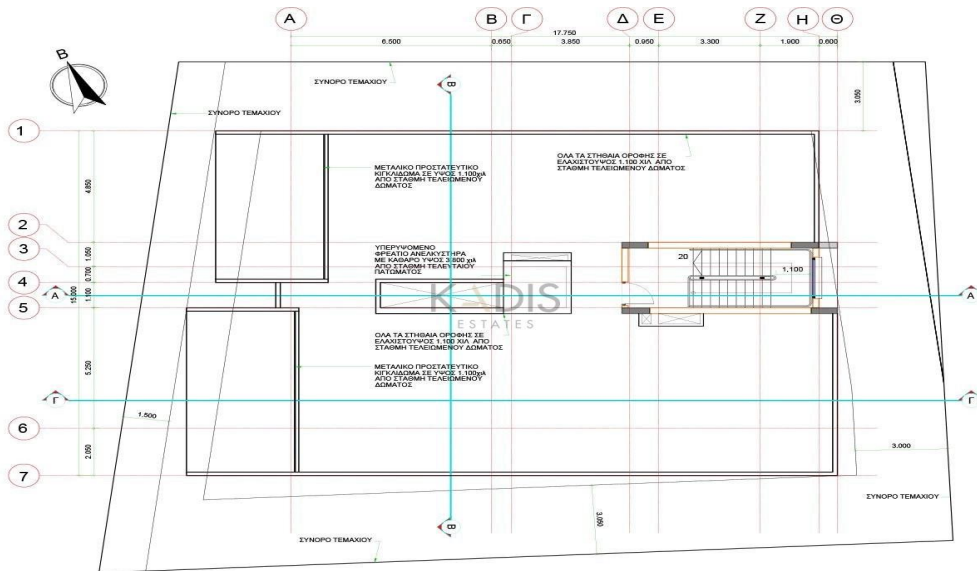 Α Β Γ Δ Ε Ζ Η Θ
17.750
6.500 0.650 3.850 0.950 3.300 1.900 0.600
Β
ΣΥΝΟΡΟ ΤΕΜΑΧΙΟΥ
Β
ΣΥΝΟΡΟ ΤΕΜΑΧΙΟΥ
3.050
1
ΜΕΤΑΛΙΚΟ ΠΡΟΣΤΑΤΕΥΤΙΚΟ
ΚΙΓΚΛΙΔΩΜΑ ΣΕ ΥΨΟΣ 1.100χιλ
ΑΠΟ ΣΤΑΘΜΗ ΤΕΛΕΙΩΜΕΝΟΥ
ΔΩΜΑΤΟΣ
ΟΛΑ ΤΑ ΣΤΗΘΑΙΑ ΟΡΟΦΗΣ ΣΕ
ΕΛΑΧΙΣΤΟΥΨΟΣ 1.100 ΧΙΛ ΑΠΟ
ΣΤΑΘΜΗ ΤΕΛΕΙΩΜΕΝΟΥ ΔΩΜΑΤΟΣ
4.850
2
3
4
5
1.050
0.700
1.100
15.000
ΥΠΕΡΥΨΟΜΕΝΟ
ΦΡΕΑΤΙΟ ΑΝΕΛΚΥΣΤΗΡΑ
ΜΕ ΚΑΘΑΡΟ ΥΨΟΣ 3.600 χιλ
ΑΠΟ ΣΤΑΘΜΗ ΤΕΛΕΥΤΑΙΟΥ
ΠΑΤΩΜΑΤΟΣ
20
1.100
Α Α
KADIS
ESTATES
ΟΛΑ ΤΑ ΣΤΗΘΑΙΑ ΟΡΟΦΗΣ ΣΕ
ΕΛΑΧΙΣΤΟΥΨΟΣ 1.100 ΧΙΛ ΑΠΟ
ΣΤΑΘΜΗ ΤΕΛΕΙΩΜΕΝΟΥ ΔΩΜΑΤΟΣ
ΜΕΤΑΛΙΚΟ ΠΡΟΣΤΑΤΕΥΤΙΚΟ
ΚΙΓΚΛΙΔΩΜΑ ΣΕ ΥΨΟΣ 1.100χιλ
ΑΠΟ ΣΤΑΘΜΗ ΤΕΛΕΙΩΜΕΝΟΥ
ΔΩΜΑΤΟΣ
5.250
Γ Γ
1.500
6
2.050
3.000
7
ΣΥΝΟΡΟ ΤΕΜΑΧΙΟΥ
3.050
Β
ΣΥΝΟΡΟ ΤΕΜΑΧΙΟΥ